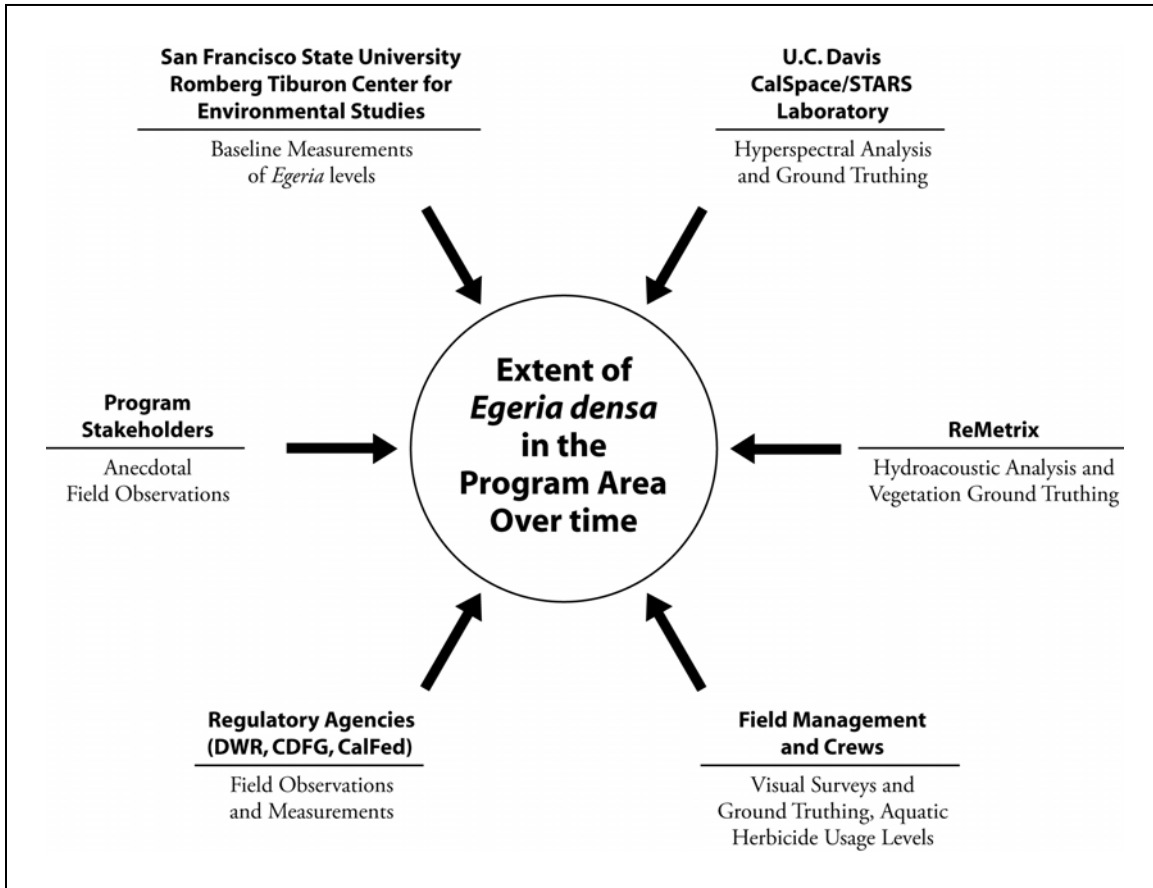 San Francisco State University
Romberg Tiburon Center for
Environmental Studies
Baseline Measurements
of Egeria levels
U.C. Davis
CalSpace/STARS
Laboratory
Hyperspectral Analysis
and Ground Truthing
Program
Stakeholders
Anecdotal
Field Observations
Extent of
Egeria densa
in the
Program Area
Over time
ReMetrix
Hydroacoustic Analysis and
Vegetation Ground Truthing
Regulatory Agencies
(DWR, CDFG, CalFed)
Field Observations
and Measurements
Field Management
and Crews
Visual Surveys and
Ground Truthing, Aquatic
Herbicide Usage Levels